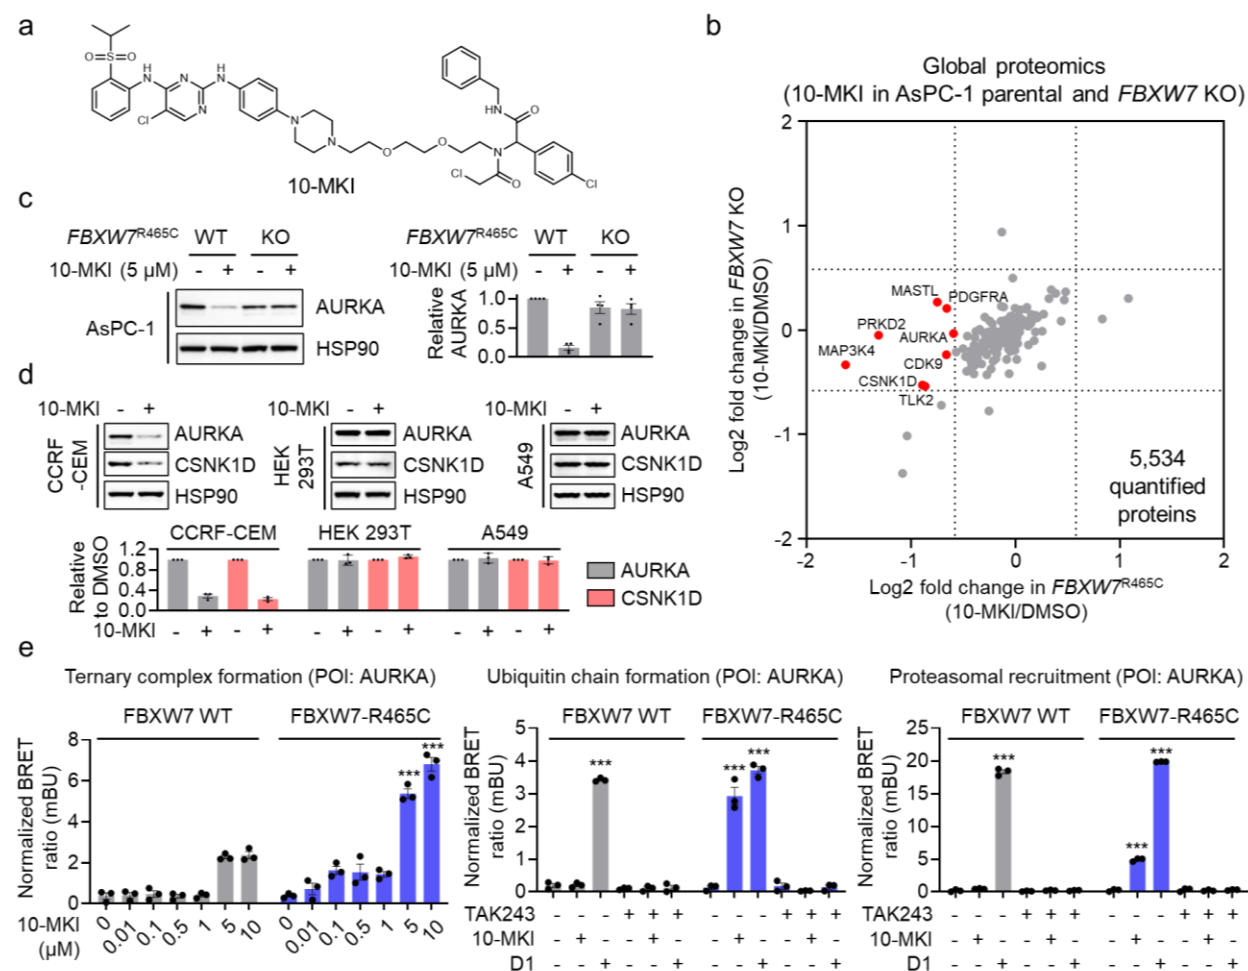 a
O
S
O
NH
N
NH
N
Cl
N
N
O
O
N
NH
O
Cl
O
Cl
10-MKI
b
Global proteomics
(10-MKI in AsPC-1 parental and FBXW7 KO)
Log2 fold change in FBXW7 KO
(10-MKI/DMSO)
2
1
0
-1
-2
MASTL
PDGFRA
PRKD2
AURKA
MAP3K4
CDK9
CSNK1D
TLK2
5,534
quantified
proteins
-2 -1 0 1 2
Log2 fold change in FBXW7R465C
(10-MKI/DMSO)
c
FBXW7R465C WT KO
10-MKI (5 µM) - + - +
AsPC-1
AURKA
HSP90
FBXW7R465C WT KO
10-MKI (5 µM) - + - +
Relative
AURKA
1.0
0.5
0.0
d
10-MKI - +
CCRF
-CEM
AURKA
CSNK1D
HSP90
10-MKI - +
HEK
293T
AURKA
CSNK1D
HSP90
10-MKI - +
A549
AURKA
CSNK1D
HSP90
CCRF-CEM HEK 293T A549
Relative
to DMSO
1.2
0.8
0.4
0.0
10-MKI - + - + - + - + - + - +
AURKA
CSNK1D
e
Ternary complex formation (POI: AURKA)
FBXW7 WT FBXW7-R465C
Normalized BRET
ratio (mBU)
8
6
4
2
0
*** ***
10-MKI
(µM)
0 0.01 0.1 0.5 1 5 10 0 0.01 0.1 0.5 1 5 10
Ubiquitin chain formation (POI: AURKA)
FBXW7 WT FBXW7-R465C
Normalized BRET
ratio (mBU)
5
4
3
2
1
0
*** *** ***
TAK243 - - - + + + - - - + + +
10-MKI - + - - + - - + - - + -
D1 - - + - - + - - + - - +
Proteasomal recruitment (POI: AURKA)
FBXW7 WT FBXW7-R465C
Normalized BRET
ratio (mBU)
25
20
15
10
5
0
*** *** ***
TAK243 - - - + + + - - - + + +
10-MKI - + - - + - - + - - + -
D1 - - + - - + - - + - - +